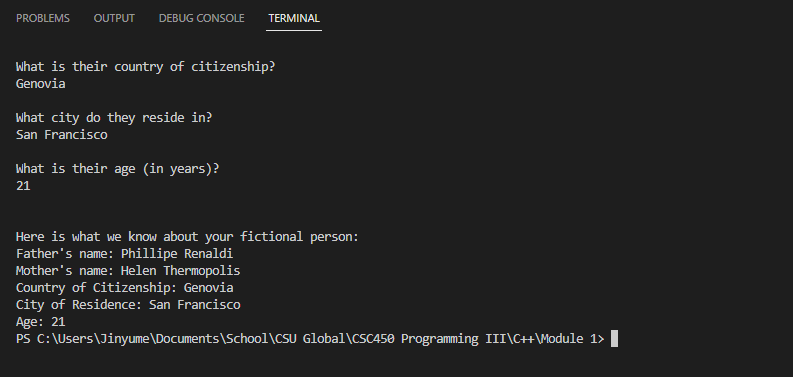 PROBLEMS OUTPUT DEBUG CONSOLE TERMINAL
What is their country of citizenship?
Genovia
What city do they reside in?
San Francisco
What is their age (in years)?
21
Here is what we know about your fictional person:
Father's name: Phillipe Renaldi
Mother's name: Helen Thermopolis
Country of Citizenship: Genovia
City of Residence: San Francisco
Age: 21
PS C:\Users\Jinyume\Documents\School\CSU Global\CSC450 Programming III\C++\Module 1>